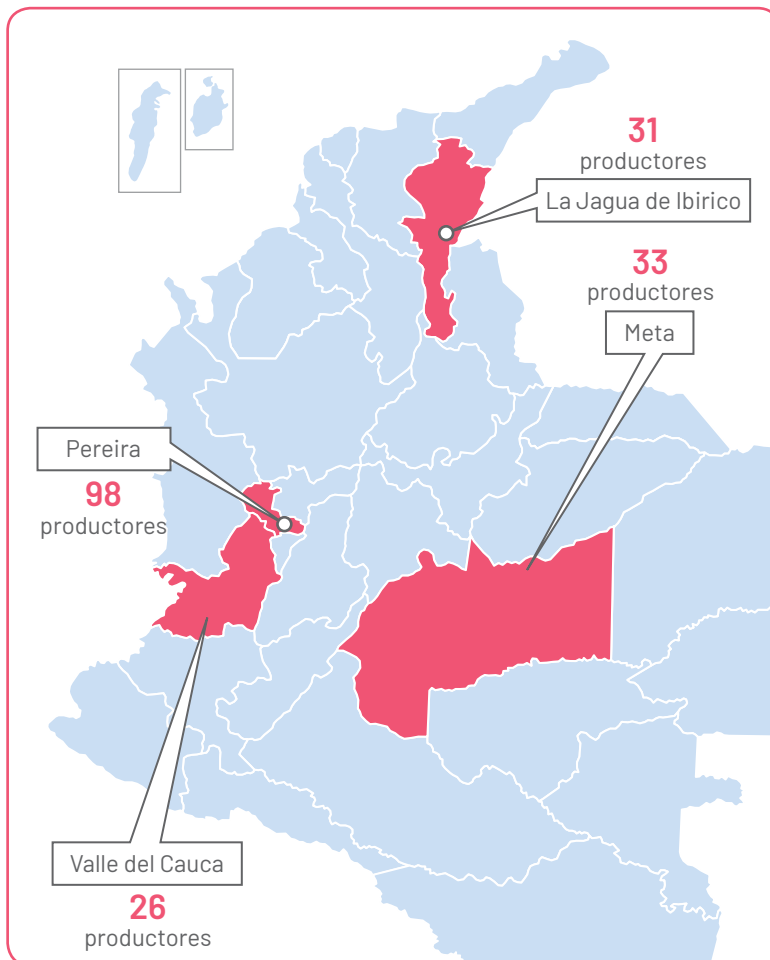 31
productores
La Jagua de Ibirico
33
productores
Meta
Pereira
98
productores
Valle del Cauca
26
productores